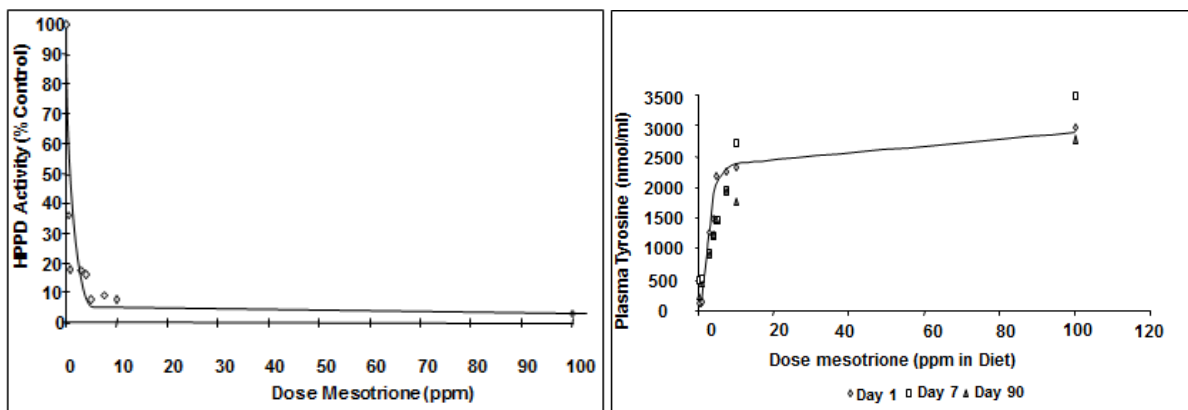 HPPD Activity (% Control)
100
90
80
70
60
50
40
30
20
10
0
0 10 20 30 40 50 60 70 80 90 100
Dose Mesotrione (ppm)
Plasma Tyrosine (nmol/ml)
3500
3000
2500
2000
1500
1000
500
0
0 20 40 60 80 100 120
Dose mesotrione (ppm in Diet)
Day 1 Day 7 Day 90